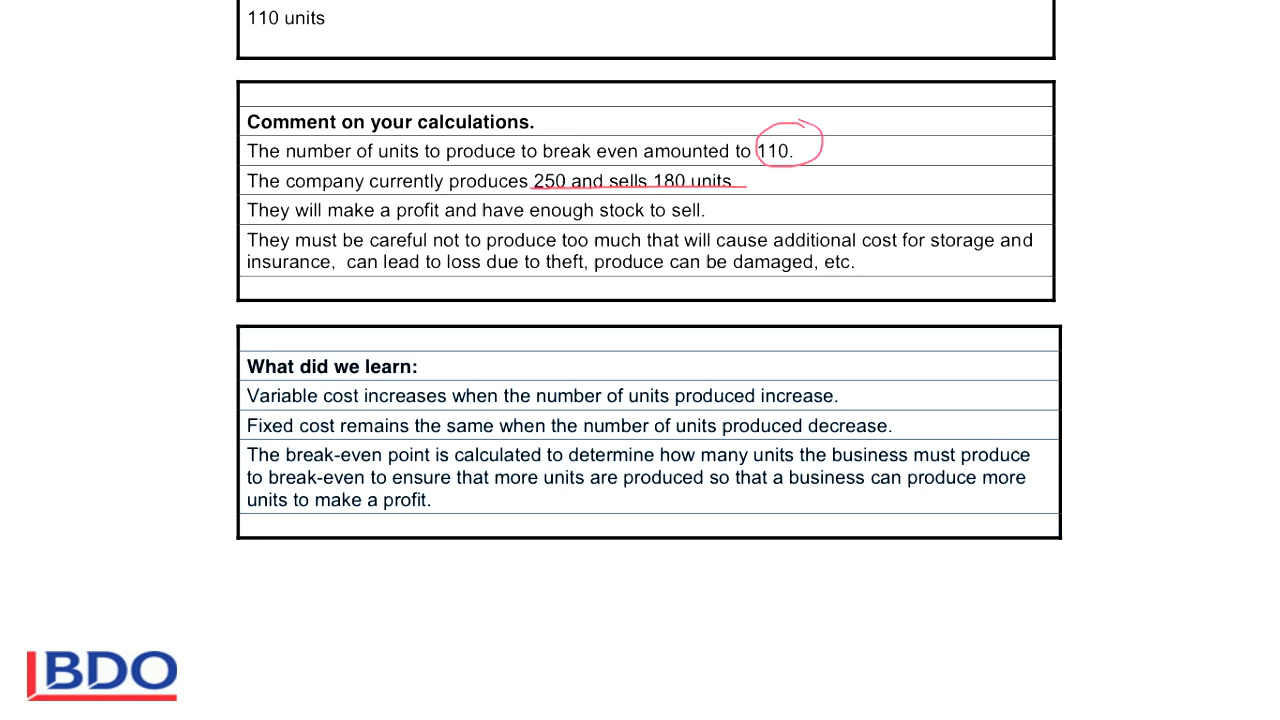 110 units
Comment on your calculations.
The number of units to produce to break even amounted to 110.
The company currently produces 250 and sells 180 units.
They will make a profit and have enough stock to sell.
They must be careful not to produce too much that will cause additional cost for storage and
insurance,  can lead to loss due to theft, produce can be damaged, etc.
What did we learn:
Variable cost increases when the number of units produced increase.
Fixed cost remains the same when the number of units produced decrease.
The break-even point is calculated to determine how many units the business must produce
to break-even to ensure that more units are produced so that a business can produce more
units to make a profit.
BDO